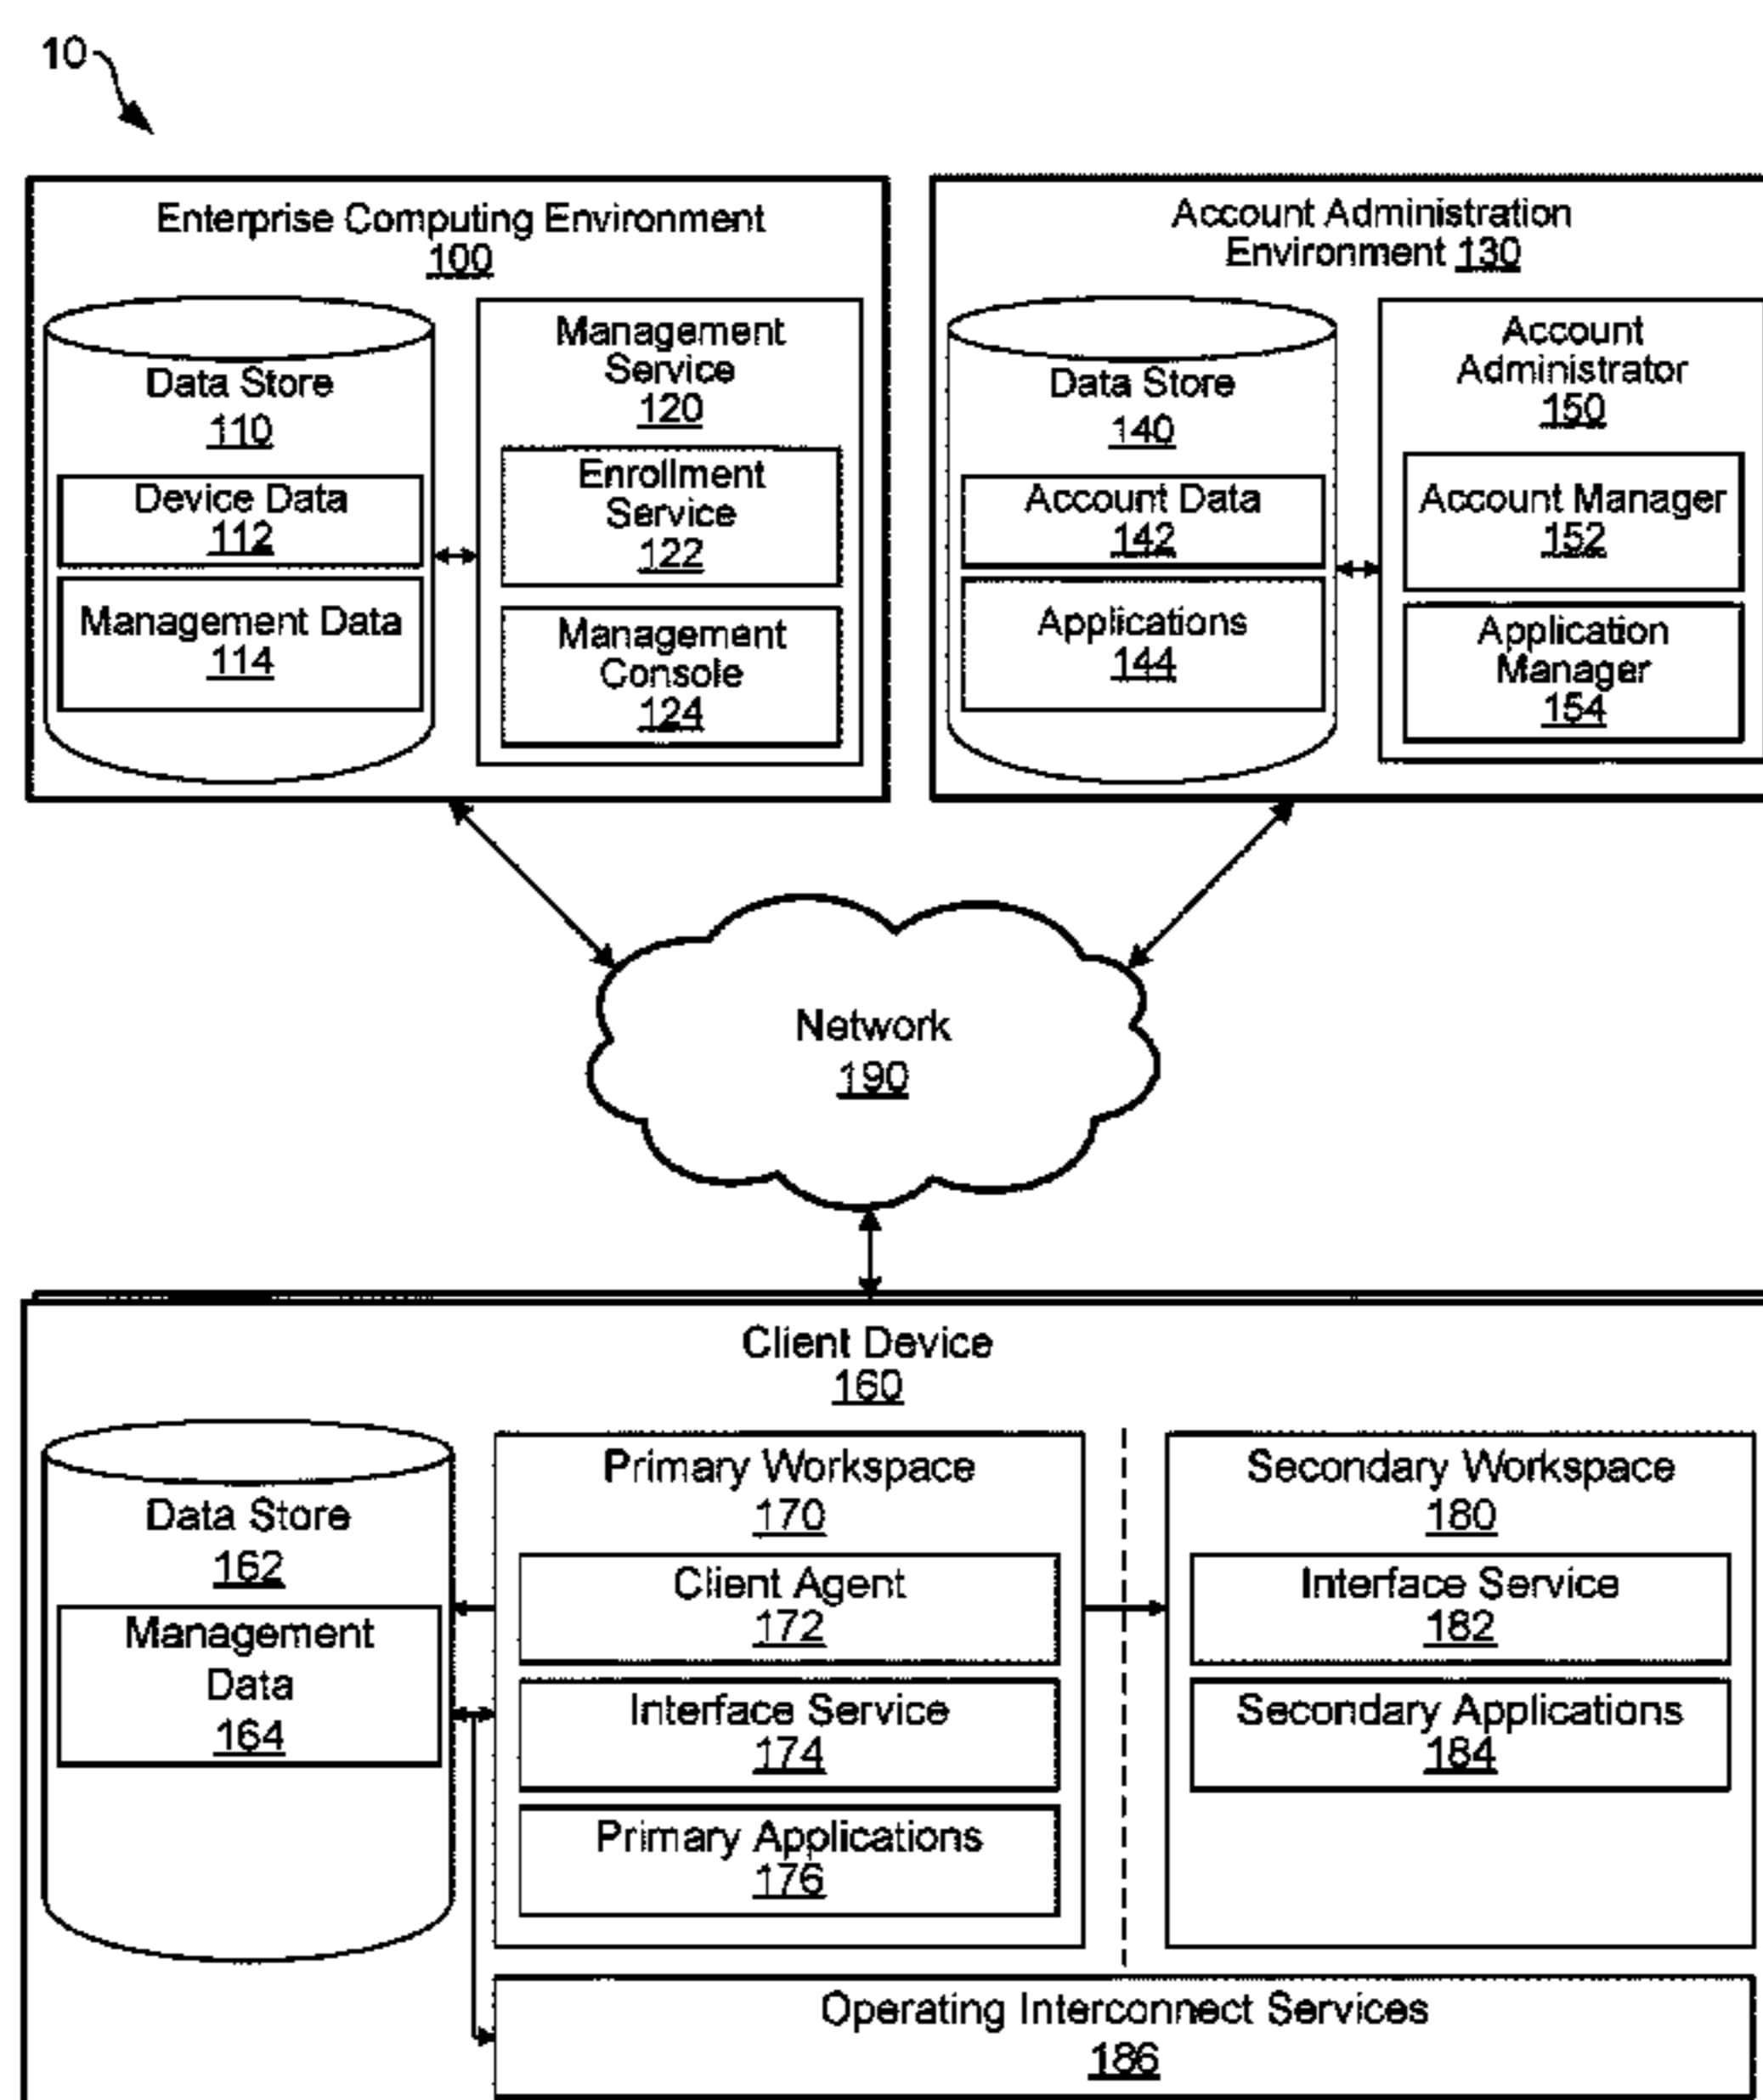 10
Enterprise Computing Environment
100
Data Store
110
Device Data
112
Management Data
114
Management
Service
120
Enrollment
Service
122
Management
Console
124
Account Administration
Environment 130
Data Store
140
Account Data
142
Applications
144
Account
Administrator
150
Account Manager
152
Application
Manager
154
Network
190
Client Device
160
Data Store
162
Management
Data
164
Primary Workspace
170
Client Agent
172
Interface Service
174
Primary Applications
176
Secondary Workspace
180
Interface Service
182
Secondary Applications
184
Operating Interconnect Services
186